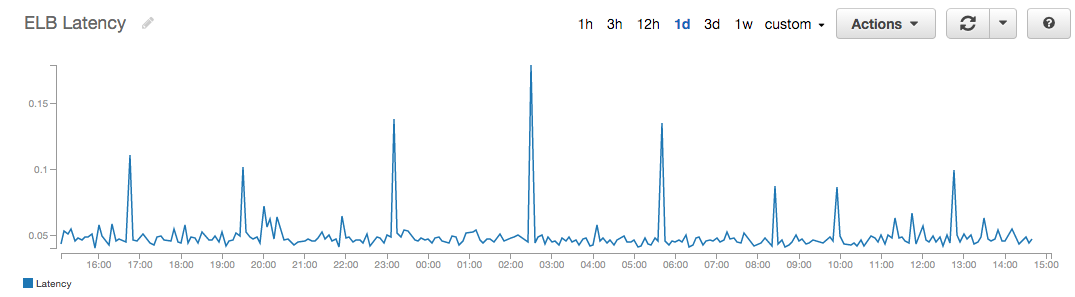 ELB Latency
1h 3h 12h 1d 3d 1w custom Actions ?
0.15
0.1
0.05
16:00 17:00 18:00 19:00 20:00 21:00 22:00 23:00 00:00 01:00 02:00 03:00 04:00 05:00 06:00 07:00 08:00 09:00 10:00 11:00 12:00 13:00 14:00 15:00
Latency